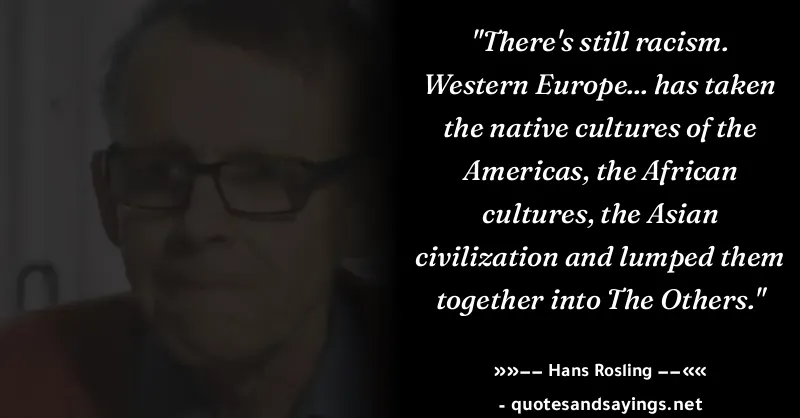 "There's still racism.
Western Europe... has taken
the native cultures of the
Americas, the African
cultures, the Asian
civilization and lumped them
together into The Others."
»»–– Hans Rosling ––««
- quotesandsayings.net